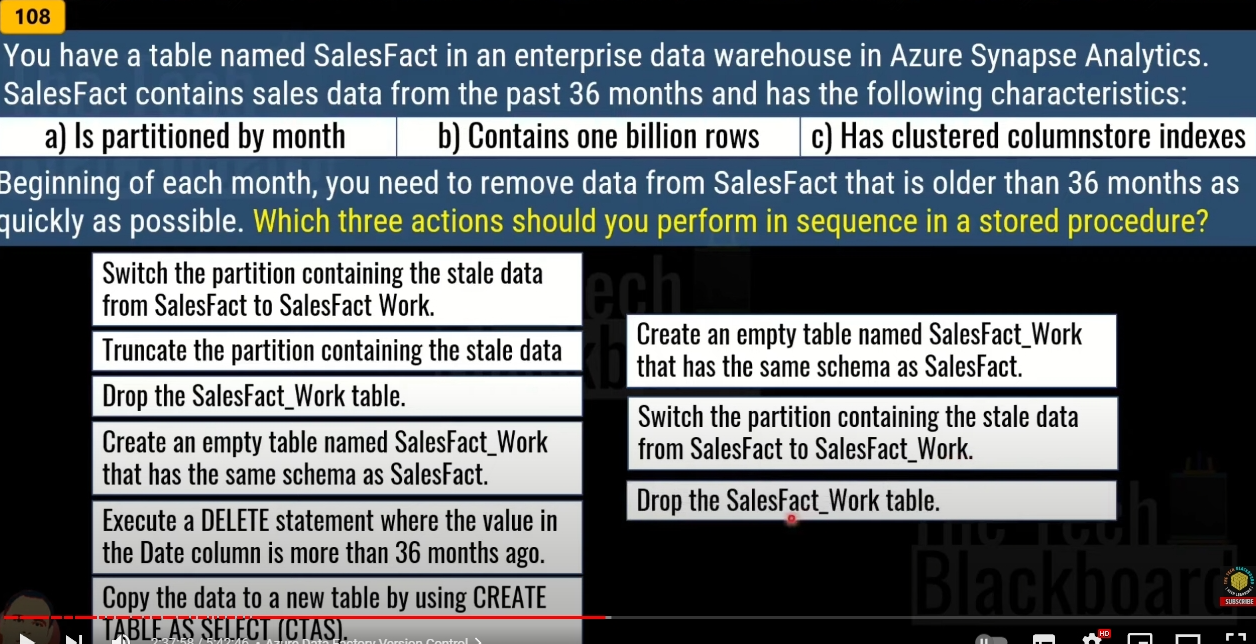 108
You have a table named SalesFact in an enterprise data warehouse in Azure Synapse Analytics.
SalesFact contains sales data from the past 36 months and has the following characteristics:
a) Is partitioned by month
b) Contains one billion rows
c) Has clustered columnstore indexes
Beginning of each month, you need to remove data from SalesFact that is older than 36 months as
quickly as possible. Which three actions should you perform in sequence in a stored procedure?
Switch the partition containing the stale data
from SalesFact to SalesFact Work.
Truncate the partition containing the stale data
Drop the SalesFact_Work table.
Create an empty table named SalesFact_Work
that has the same schema as SalesFact.
Execute a DELETE statement where the value in
the Date column is more than 36 months ago.
Copy the data to a new table by using CREATE
TABLE AS SELECT (CTAS)
Create an empty table named SalesFact_Work
that has the same schema as SalesFact.
Switch the partition containing the stale data
from SalesFact to SalesFact_Work.
Drop the SalesFact_Work table.
The Tech
Blackboard
SUBSCRIBE
2:37:58 / 5:42:46 • Azure Data Factory Version Control >
HD